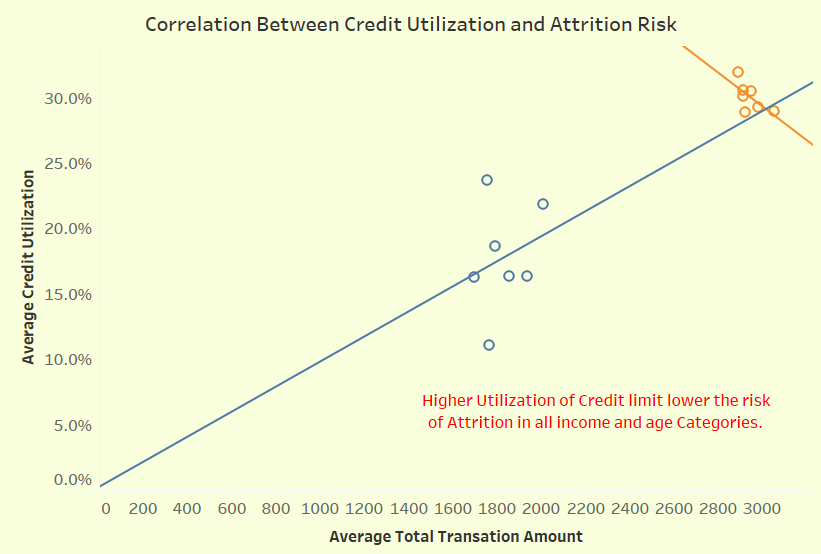 Correlation Between Credit Utilization and Attrition Risk
Average Credit Utilization
30.0%
25.0%
20.0%
15.0%
10.0%
5.0%
0.0%
Higher Utilization of Credit limit lower the risk
of Attrition in all income and age Categories.
0 200 400 600 800 1000 1200 1400 1600 1800 2000 2200 2400 2600 2800 3000
Average Total Transation Amount